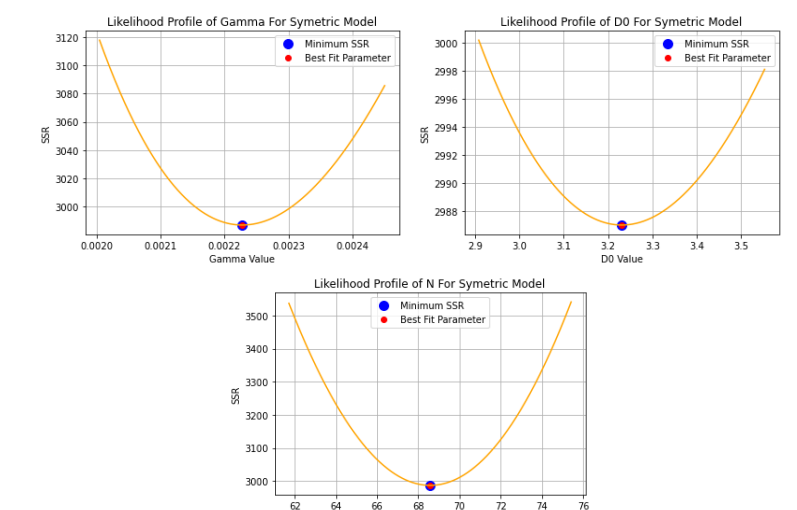 Likelihood Profile of Gamma For Symetric Model
3120
3100
3080
3060
3040
3020
3000
SSR
Minimum SSR
Best Fit Parameter
0.0020
0.0021
0.0022
0.0023
0.0024
Gamma Value
Likelihood Profile of D0 For Symetric Model
3000
2998
2996
2994
2992
2990
2988
SSR
Minimum SSR
Best Fit Parameter
2.9
3.0
3.1
3.2
3.3
3.4
3.5
D0 Value
Likelihood Profile of N For Symetric Model
3500
3400
3300
3200
3100
3000
SSR
Minimum SSR
Best Fit Parameter
62
64
66
68
70
72
74
76